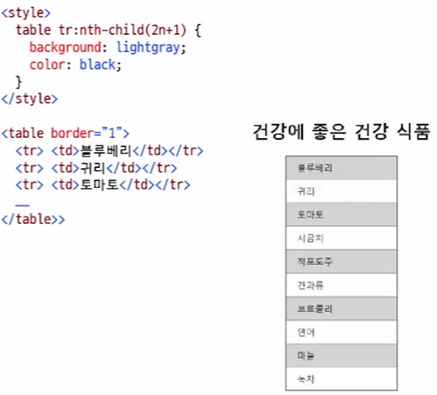 <style>
table tr:nth-child(2n+1) {
background: lightgray;
color: black;
}
</style>
<table border="1">
<tr> <td>블루베리</td></tr>
<tr> <td>귀리</td></tr>
<tr> <td>토마토</td></tr>
</table>>
건강에 좋은 건강 식품
블루베리
귀리
토마토
시금치
적포도주
견과류
브로콜리
연어
마늘
녹차